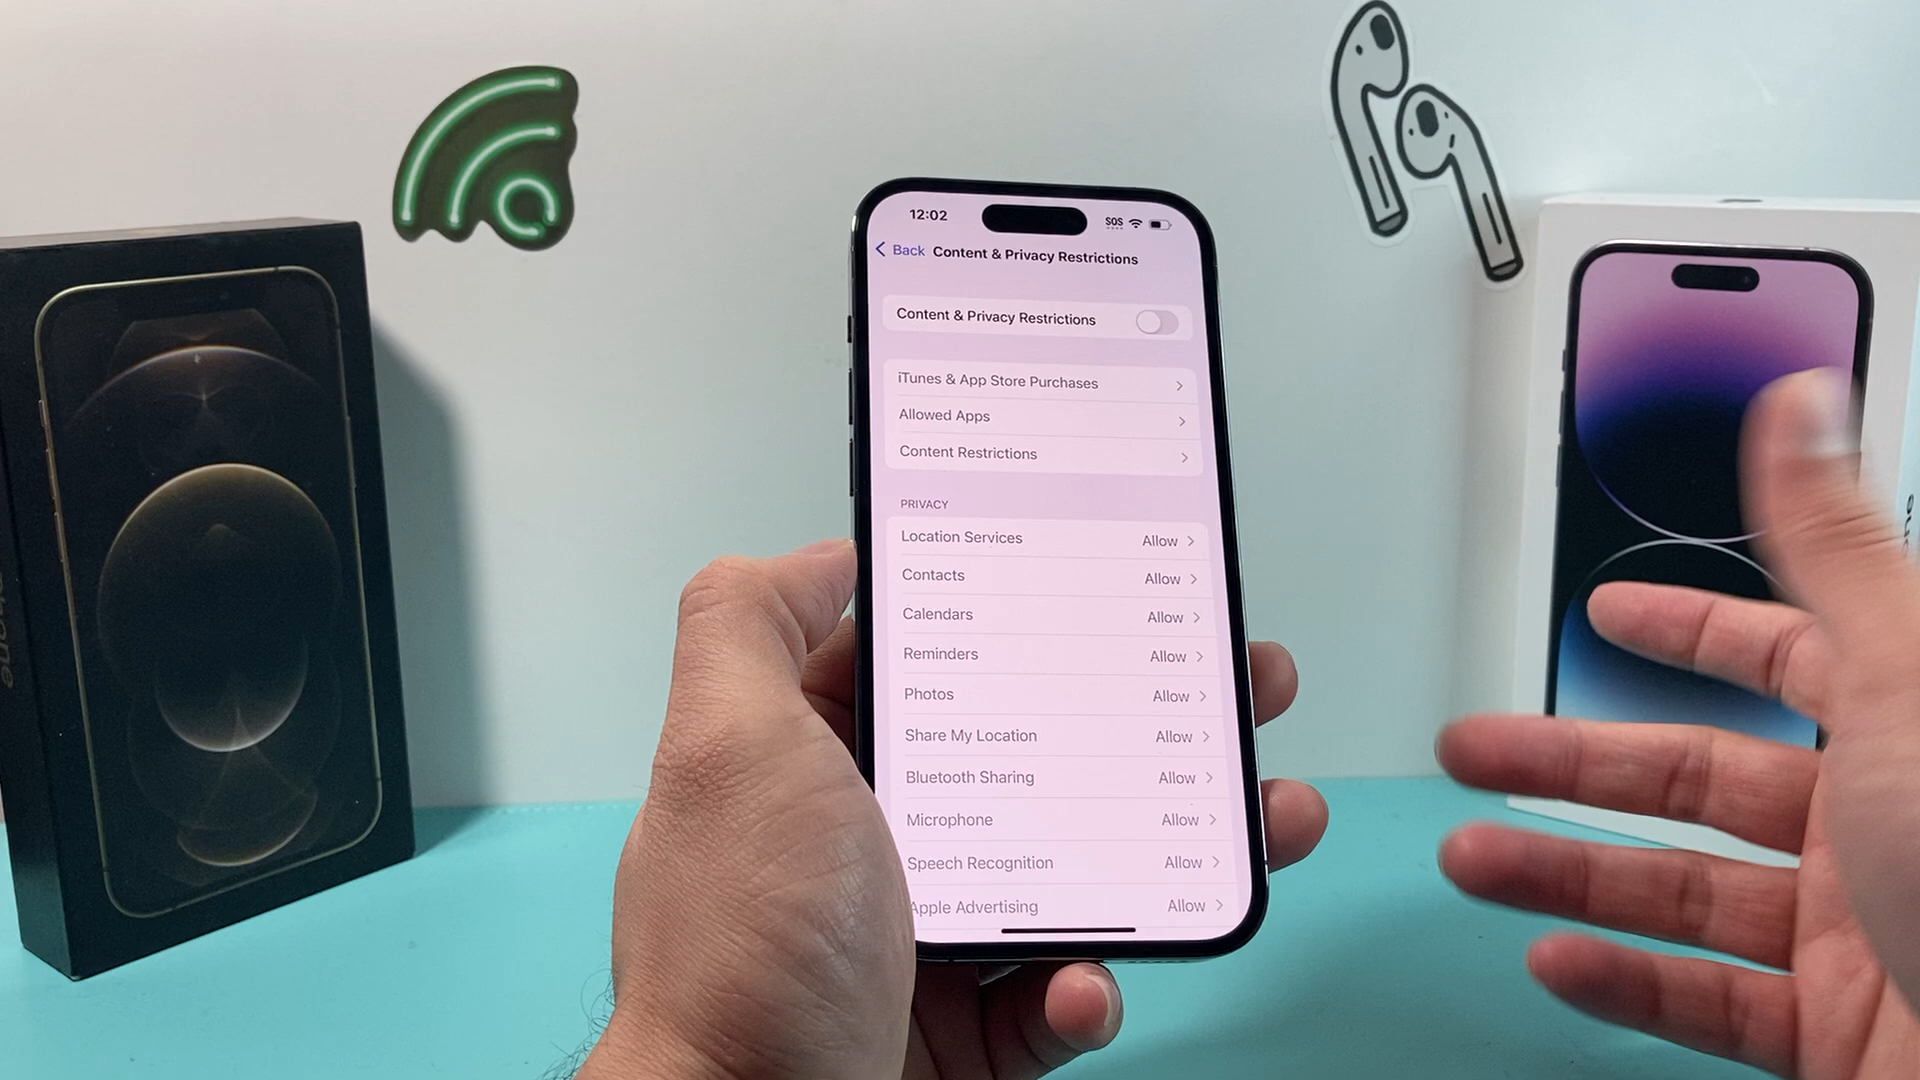 12:02 SOS
Back Content & Privacy Restrictions
Content & Privacy Restrictions
iTunes & App Store Purchases
Allowed Apps
Content Restrictions
PRIVACY
Location Services Allow
Contacts Allow
Calendars Allow
Reminders Allow
Photos Allow
Share My Location Allow
Bluetooth Sharing Allow
Microphone Allow
Speech Recognition Allow
Apple Advertising Allow